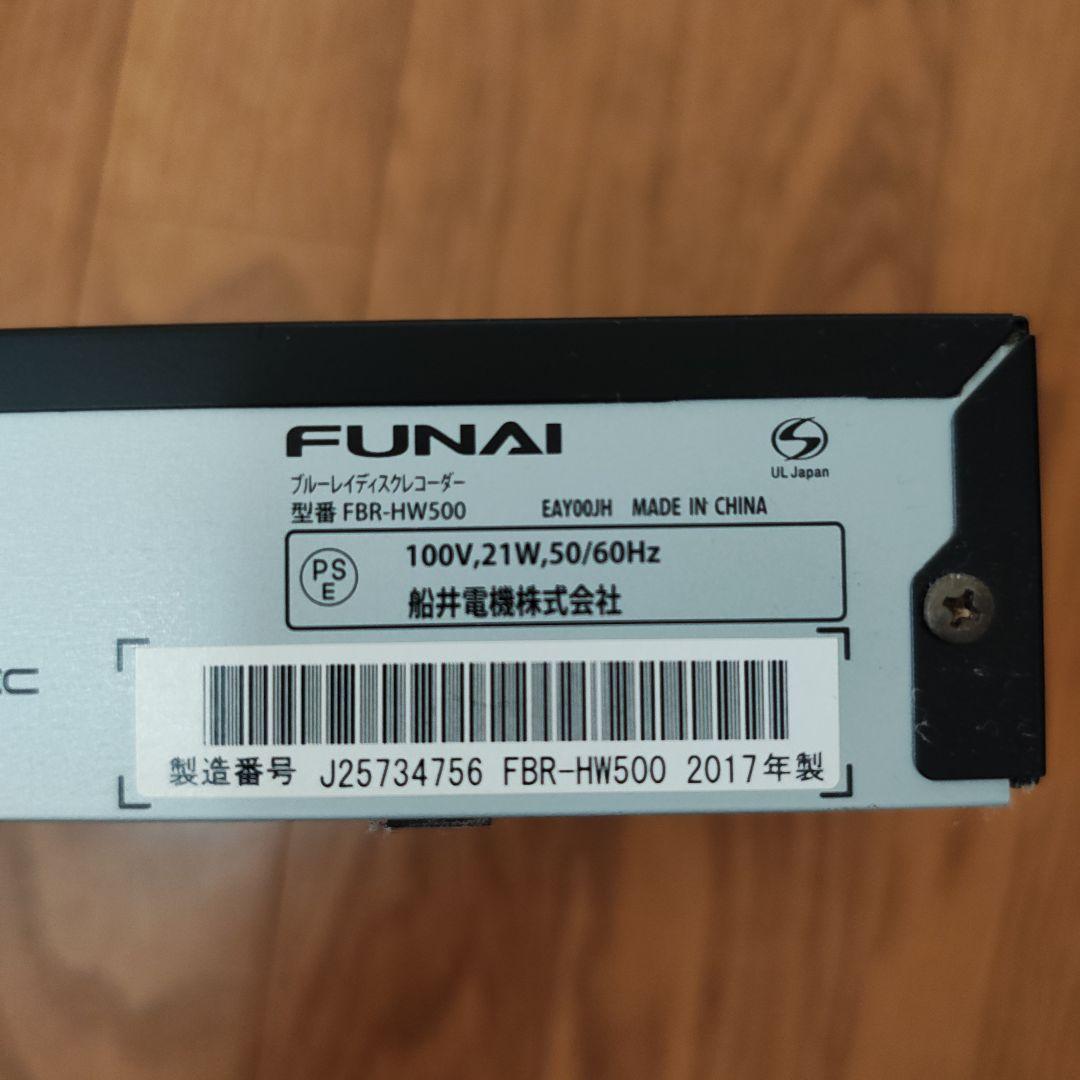 FUNAI
UL Japan
ブルーレイディスクレコーダー
型番 FBR-HW500 EAY00JH MADE IN CHINA
PS
E
100V,21W,50/60Hz
船井電機株式会社
製造番号 J25734756 FBR-HW500 2017年製